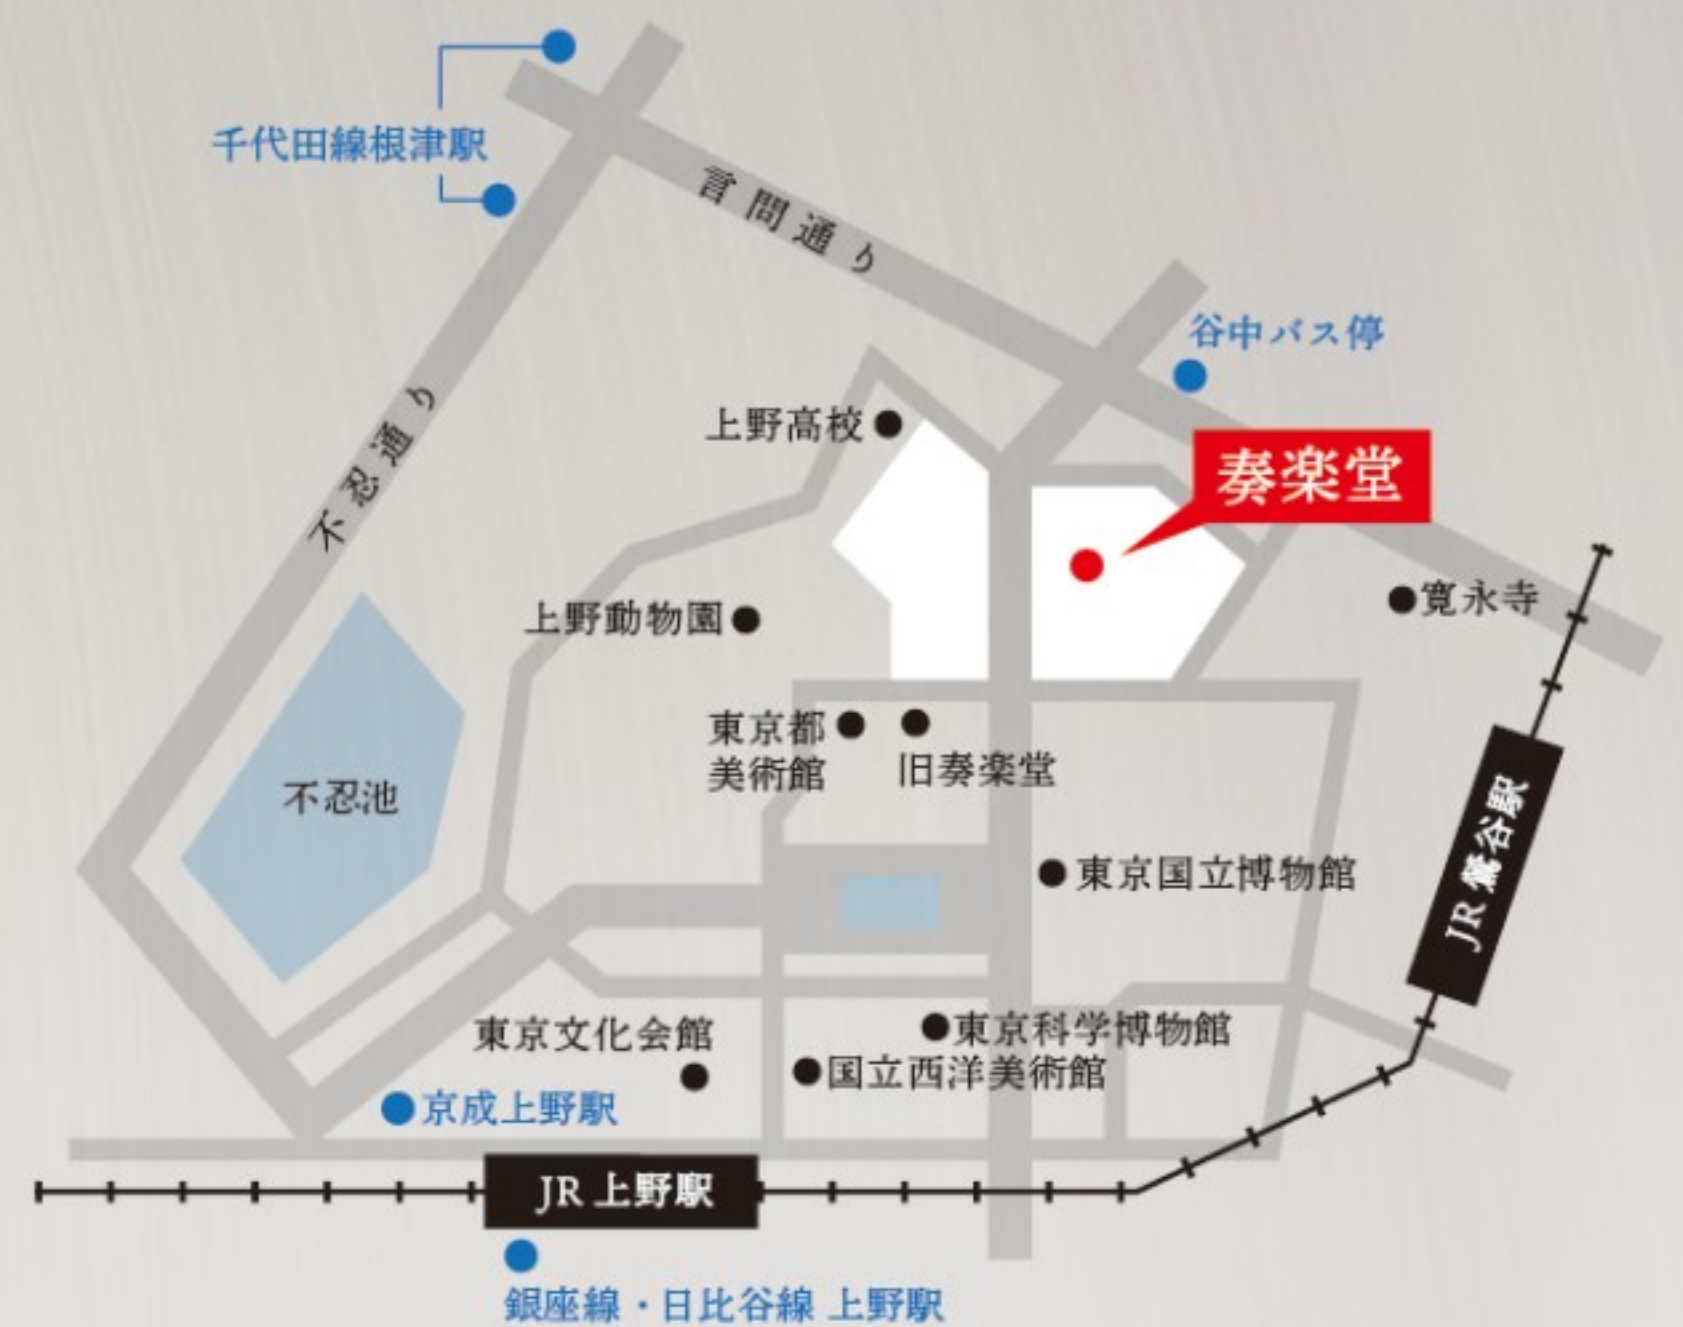 千代田線根津駅
言問通り
谷中バス停
不忍通り
上野高校
奏楽堂
上野動物園
寛永寺
東京都
美術館
旧奏楽堂
不忍池
東京国立博物館
JR 鶯谷駅
東京文化会館
東京科学博物館
国立西洋美術館
京成上野駅
JR 上野駅
銀座線・日比谷線 上野駅